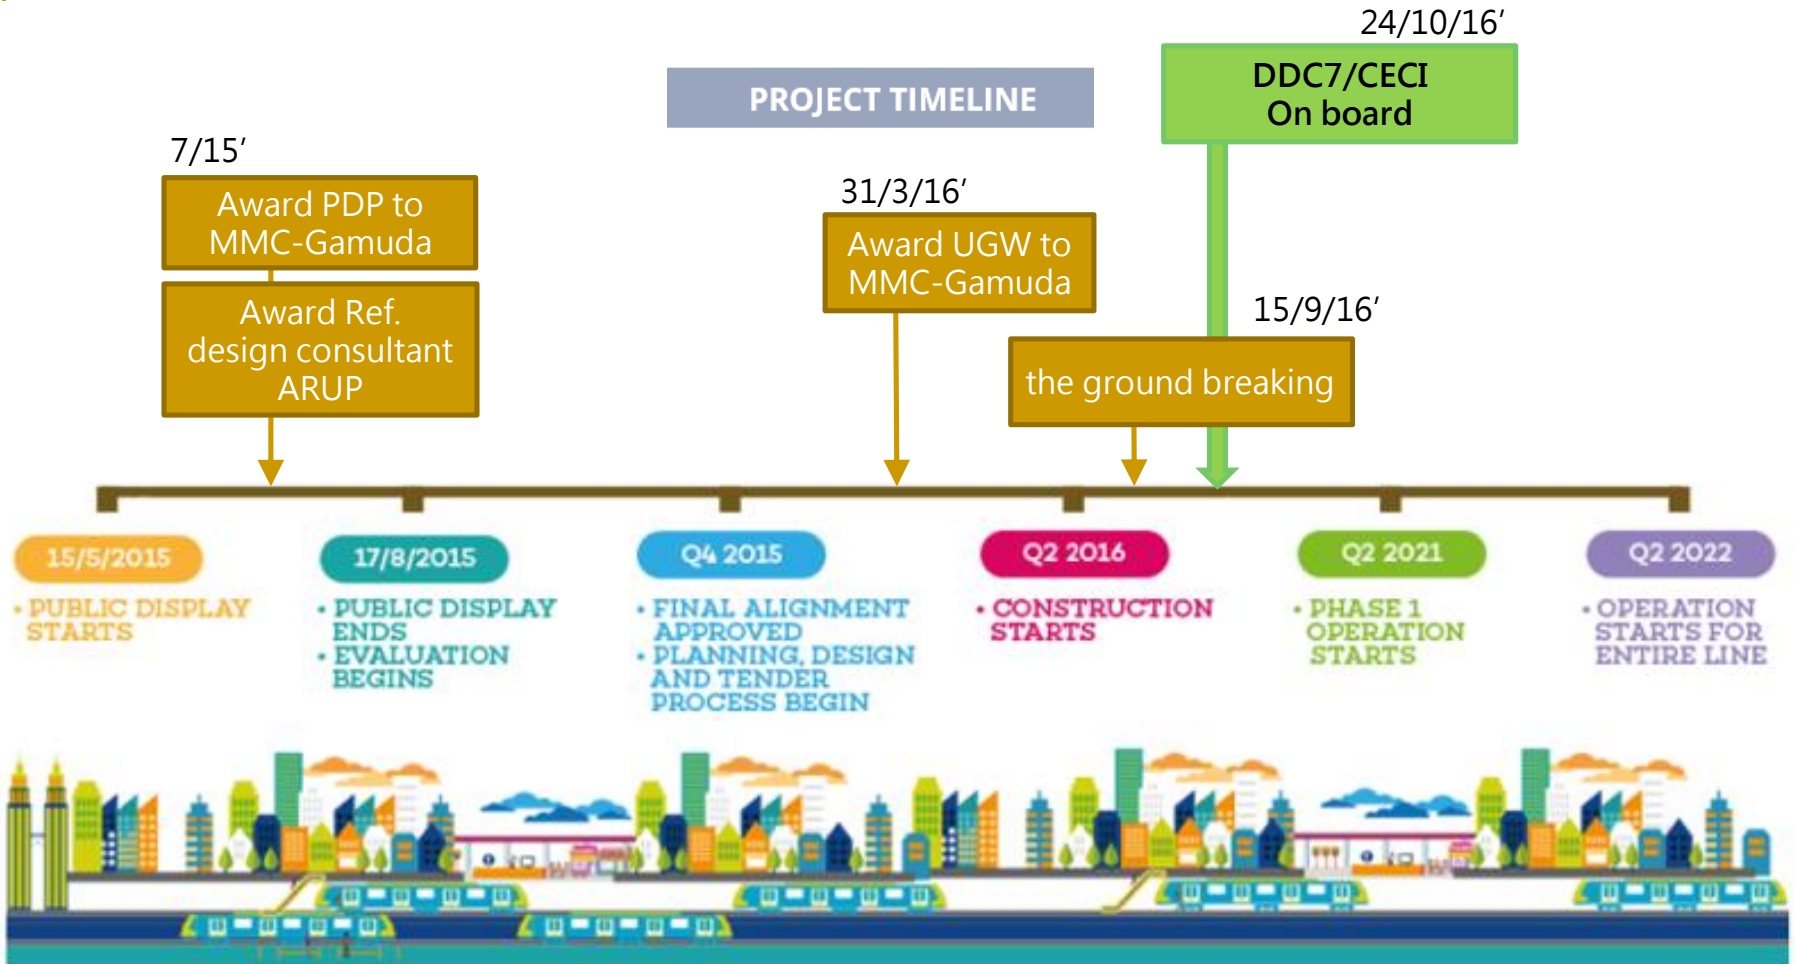 24/10/16'
DDC7/CECI
On board
PROJECT TIMELINE
7/15'
Award PDP to
MMC-Gamuda
Award Ref.
design consultant
ARUP
31/3/16'
Award UGW to
MMC-Gamuda
15/9/16'
the ground breaking
15/5/2015
• PUBLIC DISPLAY
STARTS
17/8/2015
• PUBLIC DISPLAY
ENDS
• EVALUATION
BEGINS
Q4 2015
• FINAL ALIGNMENT
APPROVED
• PLANNING, DESIGN
AND TENDER
PROCESS BEGIN
Q2 2016
• CONSTRUCTION
STARTS
Q2 2021
• PHASE 1
OPERATION
STARTS
Q2 2022
• OPERATION
STARTS FOR
ENTIRE LINE